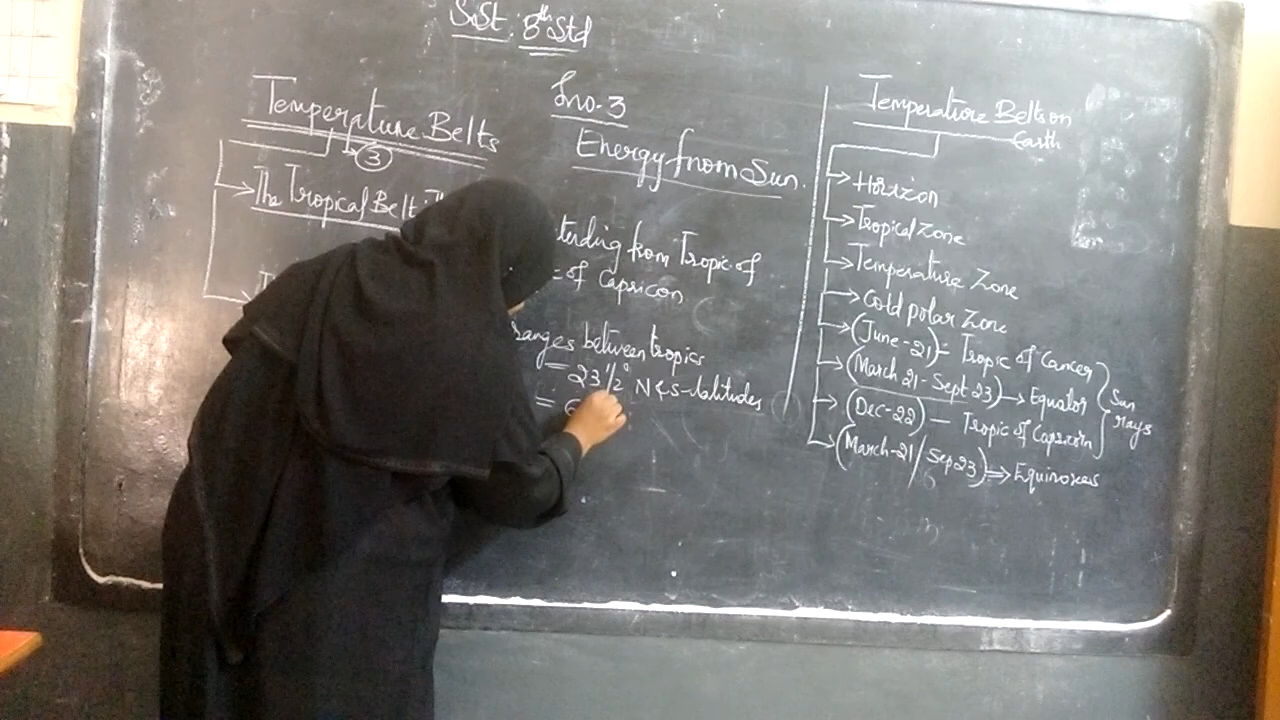 S.St. 8th Std
Lno-3
Energy from Sun.
Temperature Belts
3
The Tropical Belt
tending from Tropic of
= of Capricon
ranges between tropics
= 23 1/2° N & S-latitudes
=
Temperature Belts on
Earth
Horizon
Tropical Zone
Temperature Zone
Cold polar Zone
(June-21)- Tropic of Cancer
(March 21-Sept 23) → Equator
(Dec-22) — Tropic of Capricorn
Sun
rays
(March-21/Sep 23) ⇒ Equinoxes